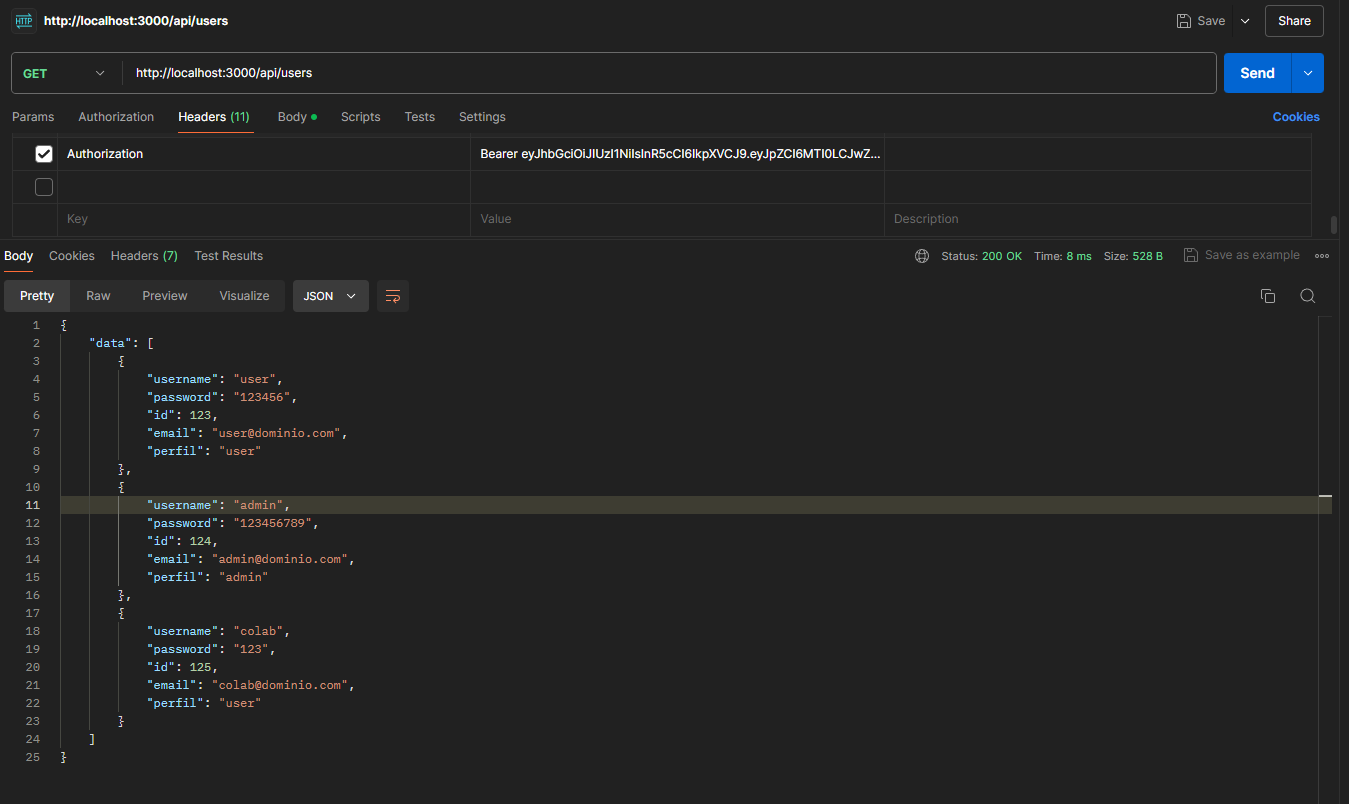 HTTP http://localhost:3000/api/users Save Share
GET http://localhost:3000/api/users Send
Params Authorization Headers (11) Body Scripts Tests Settings Cookies
Authorization Bearer eyJhbGciOiJIUzI1NiIsInR5cCI6IkpXVCJ9.eyJpZCI6MTI0LCJwZ...
Key Value Description
Body Cookies Headers (7) Test Results Status: 200 OK Time: 8 ms Size: 528 B Save as example
Pretty Raw Preview Visualize JSON
1 {
2 "data": [
3 {
4 "username": "user",
5 "password": "123456",
6 "id": 123,
7 "email": "user@dominio.com",
8 "perfil": "user"
9 },
10 {
11 "username": "admin",
12 "password": "123456789",
13 "id": 124,
14 "email": "admin@dominio.com",
15 "perfil": "admin"
16 },
17 {
18 "username": "colab",
19 "password": "123",
20 "id": 125,
21 "email": "colab@dominio.com",
22 "perfil": "user"
23 }
24 ]
25 }